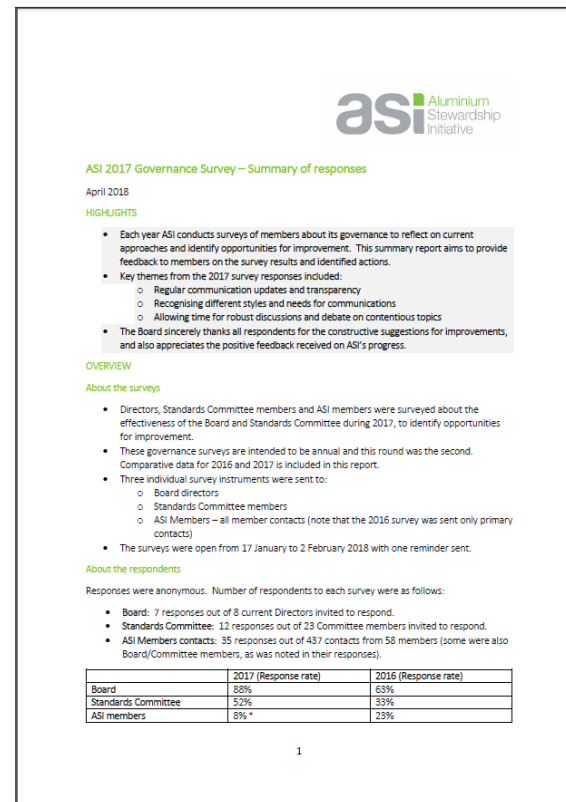 asi Aluminium
Stewardship
Initiative
ASI 2017 Governance Survey – Summary of responses
April 2018
HIGHLIGHTS
• Each year ASI conducts surveys of members about its governance to reflect on current
approaches and identify opportunities for improvement. This summary report aims to provide
feedback to members on the survey results and identified actions.
• Key themes from the 2017 survey responses included:
o Regular communication updates and transparency
o Recognising different styles and needs for communications
o Allowing time for robust discussions and debate on contentious topics
• The Board sincerely thanks all respondents for the constructive suggestions for improvements,
and also appreciates the positive feedback received on ASI's progress.
OVERVIEW
About the surveys
• Directors, Standards Committee members and ASI members were surveyed about the
effectiveness of the Board and Standards Committee during 2017, to identify opportunities
for improvement.
• These governance surveys are intended to be annual and this round was the second.
Comparative data for 2016 and 2017 is included in this report.
• Three individual survey instruments were sent to:
o Board directors
o Standards Committee members
o ASI Members – all member contacts (note that the 2016 survey was sent only primary
contacts)
• The surveys were open from 17 January to 2 February 2018 with one reminder sent.
About the respondents
Responses were anonymous. Number of respondents to each survey were as follows:
• Board: 7 responses out of 8 current Directors invited to respond.
• Standards Committee: 12 responses out of 23 Committee members invited to respond.
• ASI Members contacts: 35 responses out of 437 contacts from 58 members (some were also
Board/Committee members, as was noted in their responses).
2017 (Response rate) 2016 (Response rate)
Board 88% 63%
Standards Committee 52% 33%
ASI members 8% * 23%
1